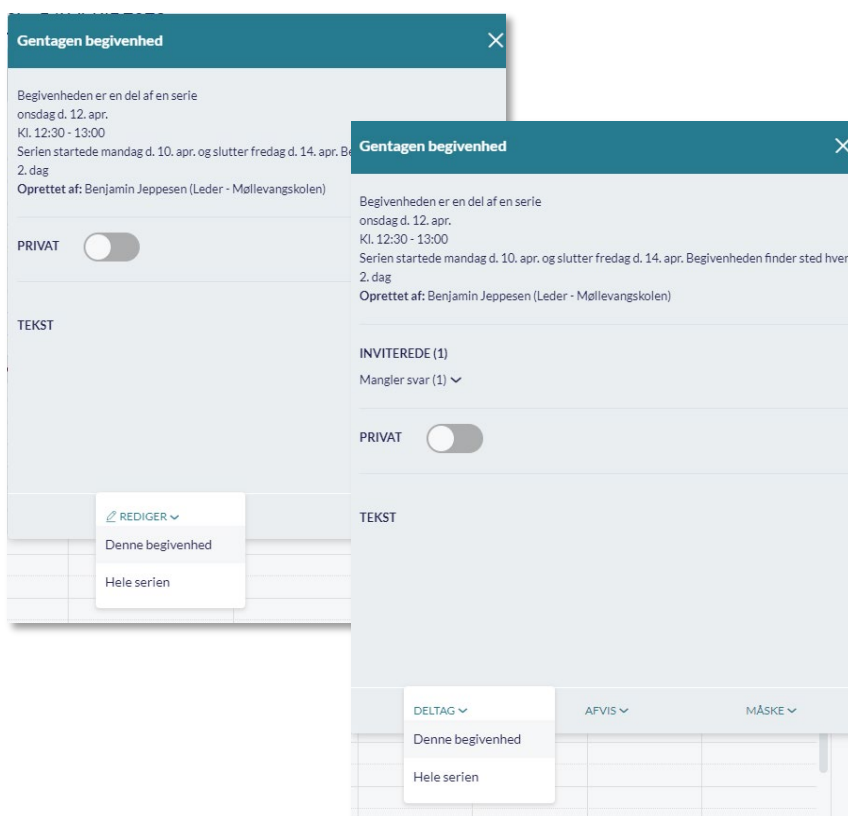 Gentagen begivenhed
Begivenheden er en del af en serie
onsdag d. 12. apr.
Kl. 12:30 - 13:00
Serien startede mandag d. 10. apr. og slutter fredag d. 14. apr.
2. dag
Oprettet af: Benjamin Jeppesen (Leder - Møllevangskolen)
PRIVAT
TEKST
REDIGER
Denne begivenhed
Hele serien
Gentagen begivenhed
Begivenheden er en del af en serie
onsdag d. 12. apr.
Kl. 12:30 - 13:00
Serien startede mandag d. 10. apr. og slutter fredag d. 14. apr. Begivenheden finder sted hver
2. dag
Oprettet af: Benjamin Jeppesen (Leder - Møllevangskolen)
INVITEREDE (1)
Mangler svar (1)
PRIVAT
TEKST
DELTAG AFVIS MÅSKE
Denne begivenhed
Hele serien